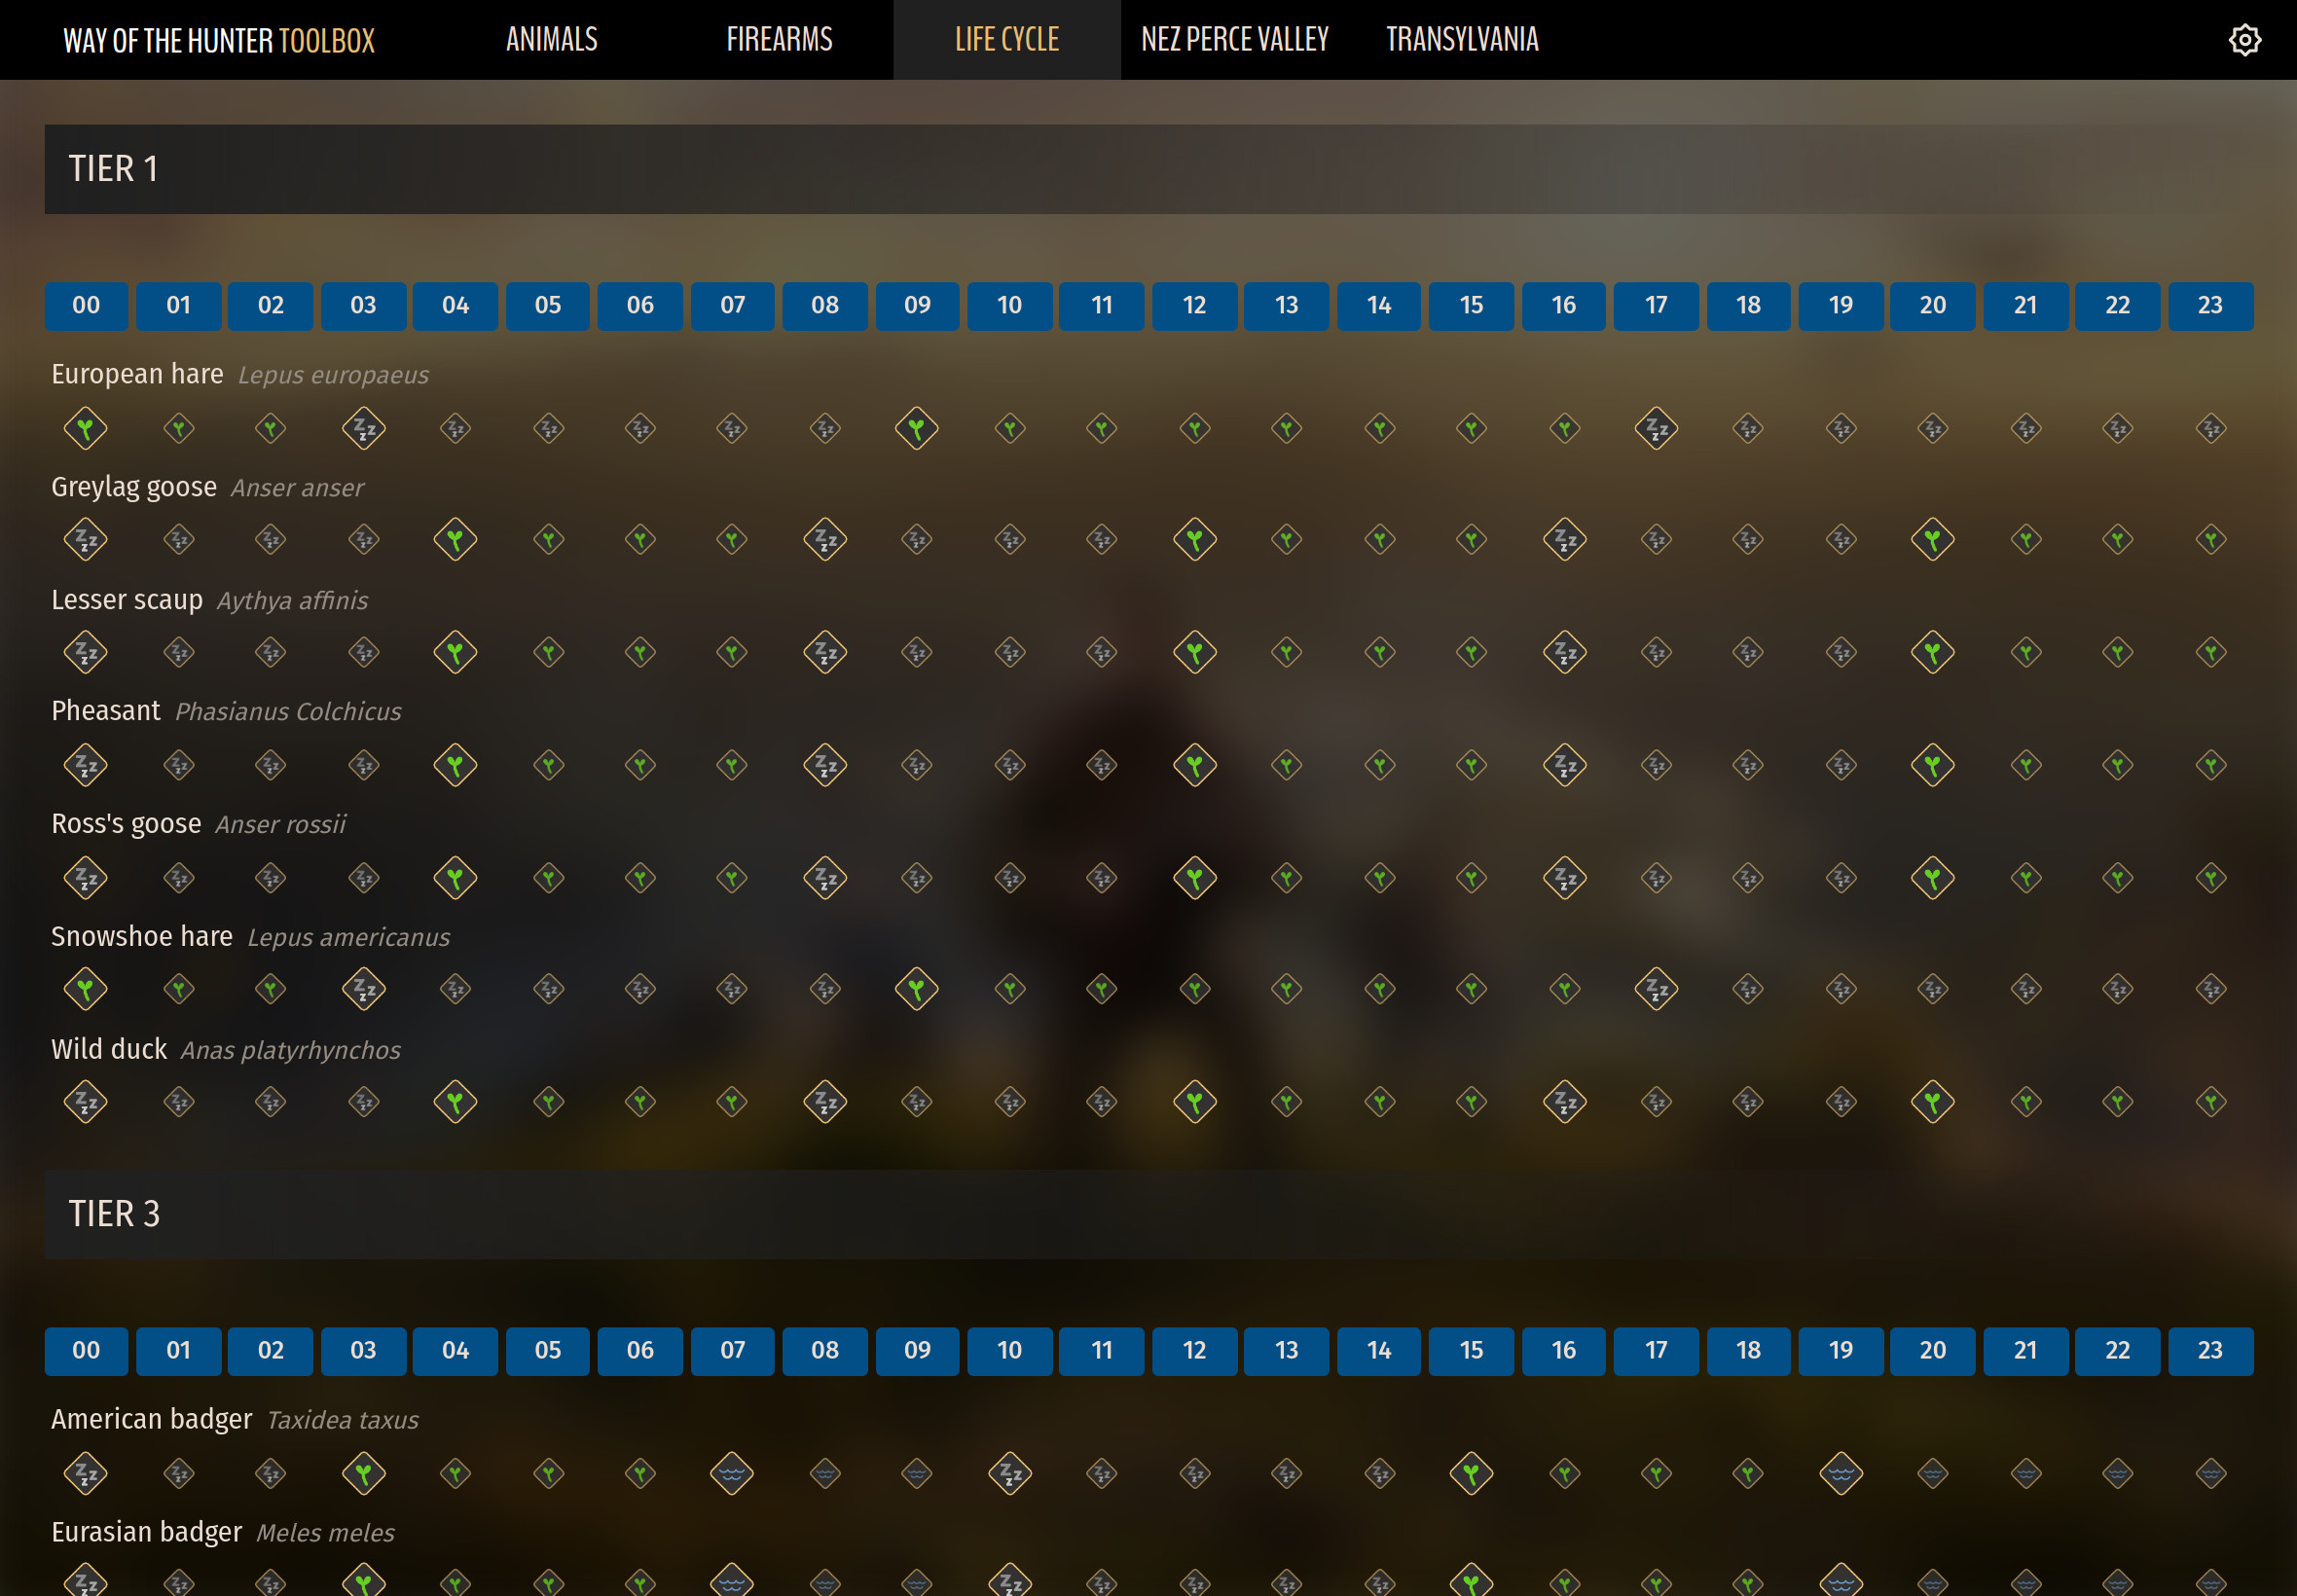 WAY OF THE HUNTER TOOLBOX ANIMALS FIREARMS LIFE CYCLE NEZ PERCE VALLEY TRANSYLVANIA
TIER 1
00 01 02 03 04 05 06 07 08 09 10 11 12 13 14 15 16 17 18 19 20 21 22 23
European hare Lepus europaeus
Greylag goose Anser anser
Lesser scaup Aythya affinis
Pheasant Phasianus Colchicus
Ross's goose Anser rossii
Snowshoe hare Lepus americanus
Wild duck Anas platyrhynchos
TIER 3
00 01 02 03 04 05 06 07 08 09 10 11 12 13 14 15 16 17 18 19 20 21 22 23
American badger Taxidea taxus
Eurasian badger Meles meles